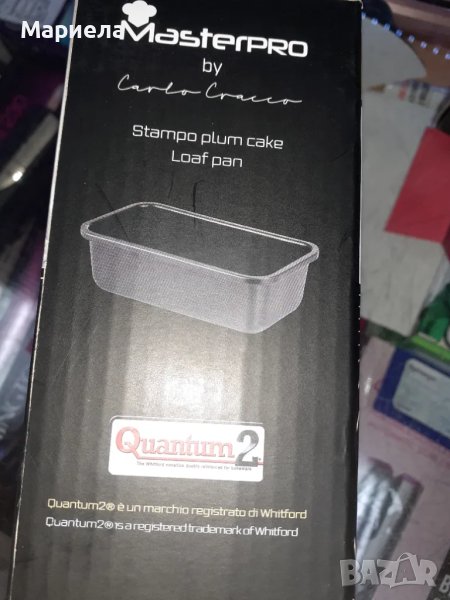 Мариела
MasterPRO
by
Carlo Cracco
Stampo plum cake
Loaf pan
Quantum2
Quantum2® è un marchio registrato di Whitford
Quantum2® is a registered trademark of Whitford
BAZAR